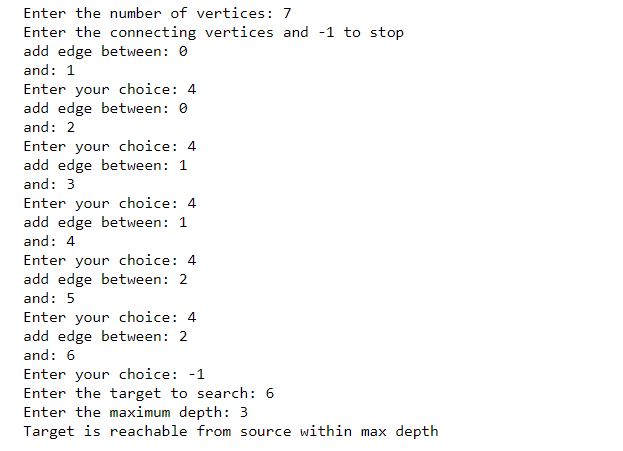 Enter the number of vertices: 7
Enter the connecting vertices and -1 to stop
add edge between: 0
and: 1
Enter your choice: 4
add edge between: 0
and: 2
Enter your choice: 4
add edge between: 1
and: 3
Enter your choice: 4
add edge between: 1
and: 4
Enter your choice: 4
add edge between: 2
and: 5
Enter your choice: 4
add edge between: 2
and: 6
Enter your choice: -1
Enter the target to search: 6
Enter the maximum depth: 3
Target is reachable from source within max depth